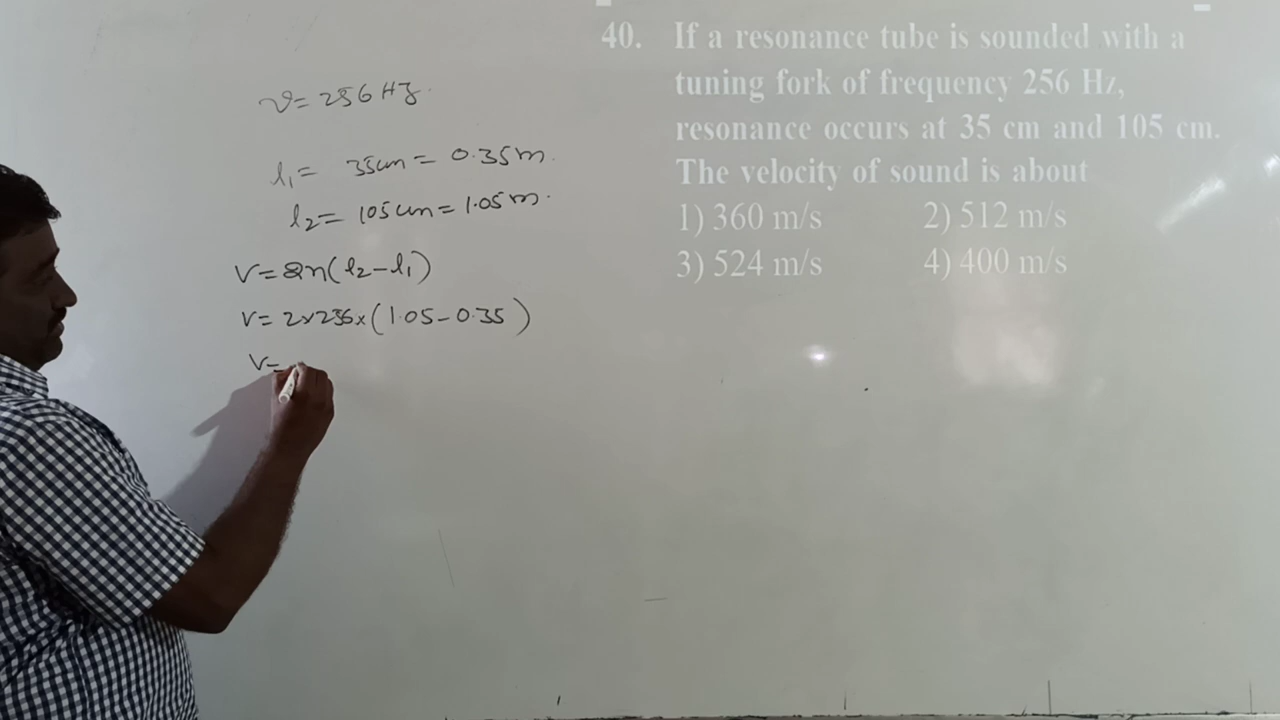 ν = 256 Hz.
l₁ = 35cm = 0.35m.
l₂ = 105cm = 1.05m.
V = 2n(l₂-l₁)
V = 2×256×(1.05-0.35)
V =
40. If a resonance tube is sounded with a
tuning fork of frequency 256 Hz,
resonance occurs at 35 cm and 105 cm.
The velocity of sound is about
1) 360 m/s 2) 512 m/s
3) 524 m/s 4) 400 m/s